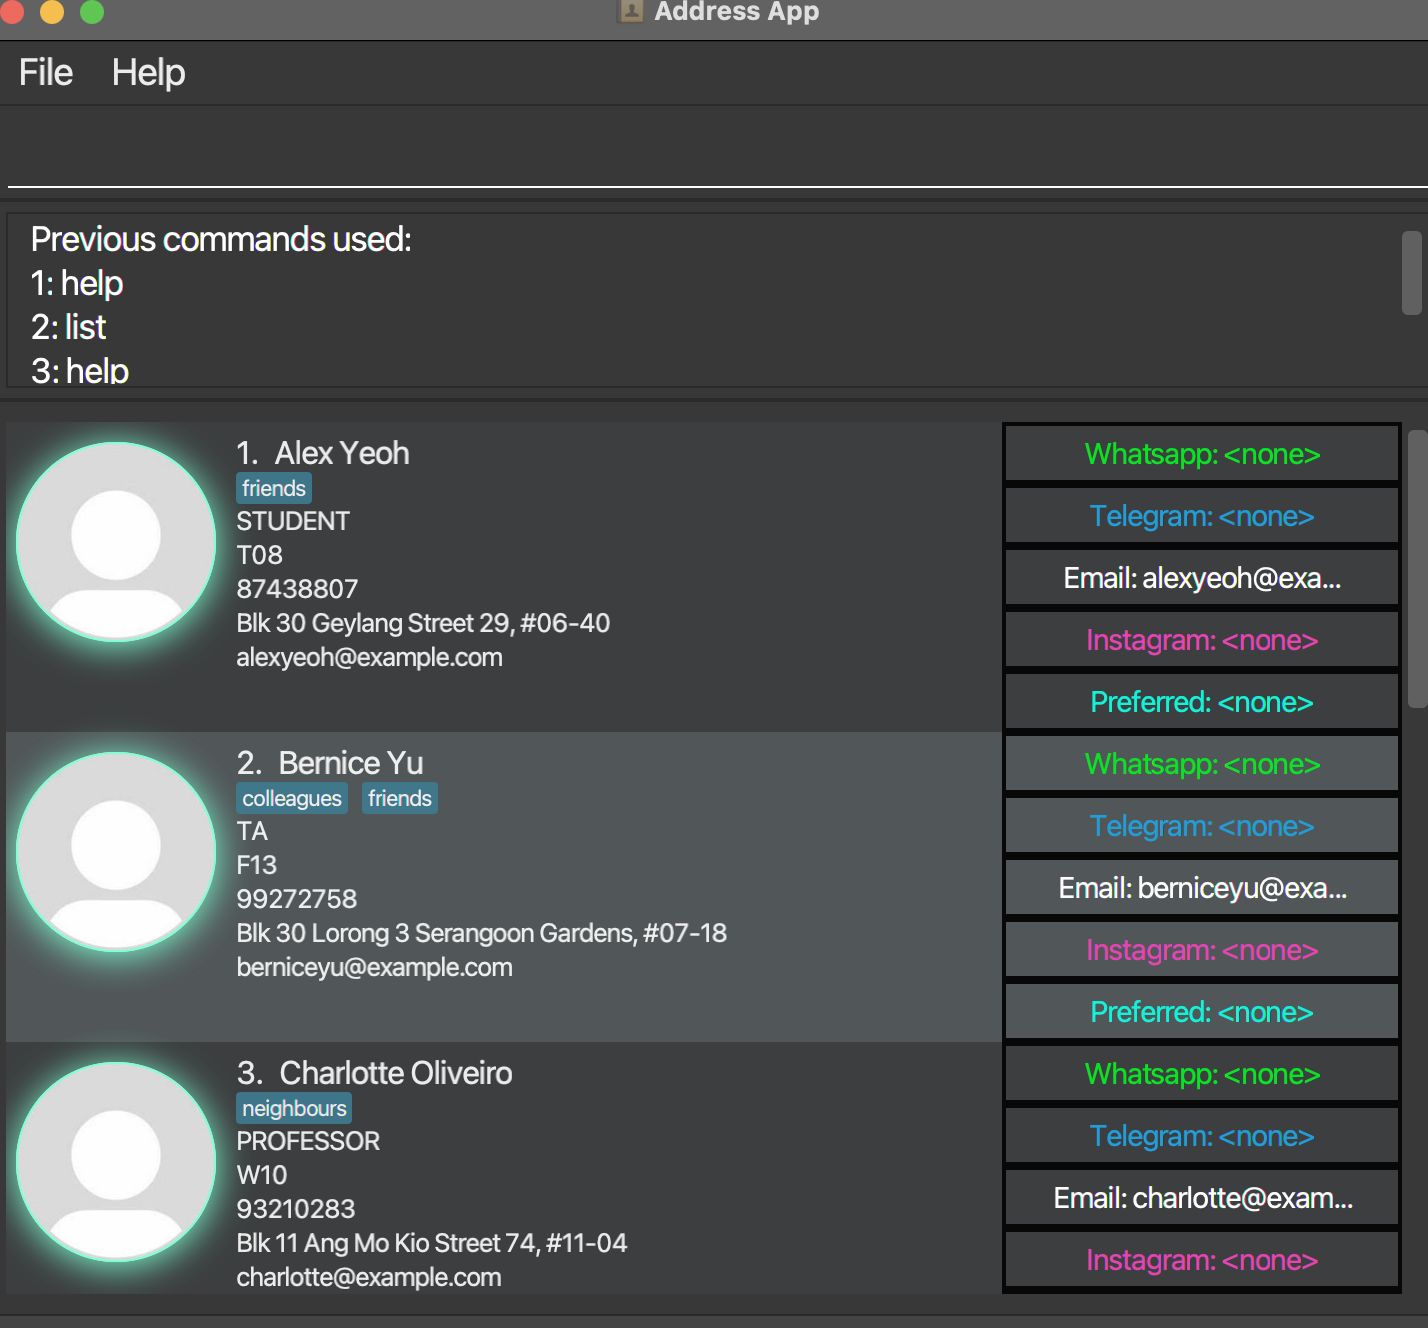 Address App
File Help
Previous commands used:
1: help
2: list
3: help
1. Alex Yeoh
friends
STUDENT
T08
87438807
Blk 30 Geylang Street 29, #06-40
alexyeoh@example.com
Whatsapp: <none>
Telegram: <none>
Email: alexyeoh@exa...
Instagram: <none>
Preferred: <none>
2. Bernice Yu
colleagues friends
TA
F13
99272758
Blk 30 Lorong 3 Serangoon Gardens, #07-18
berniceyu@example.com
Whatsapp: <none>
Telegram: <none>
Email: berniceyu@exa...
Instagram: <none>
Preferred: <none>
3. Charlotte Oliveiro
neighbours
PROFESSOR
W10
93210283
Blk 11 Ang Mo Kio Street 74, #11-04
charlotte@example.com
Whatsapp: <none>
Telegram: <none>
Email: charlotte@exam...
Instagram: <none>